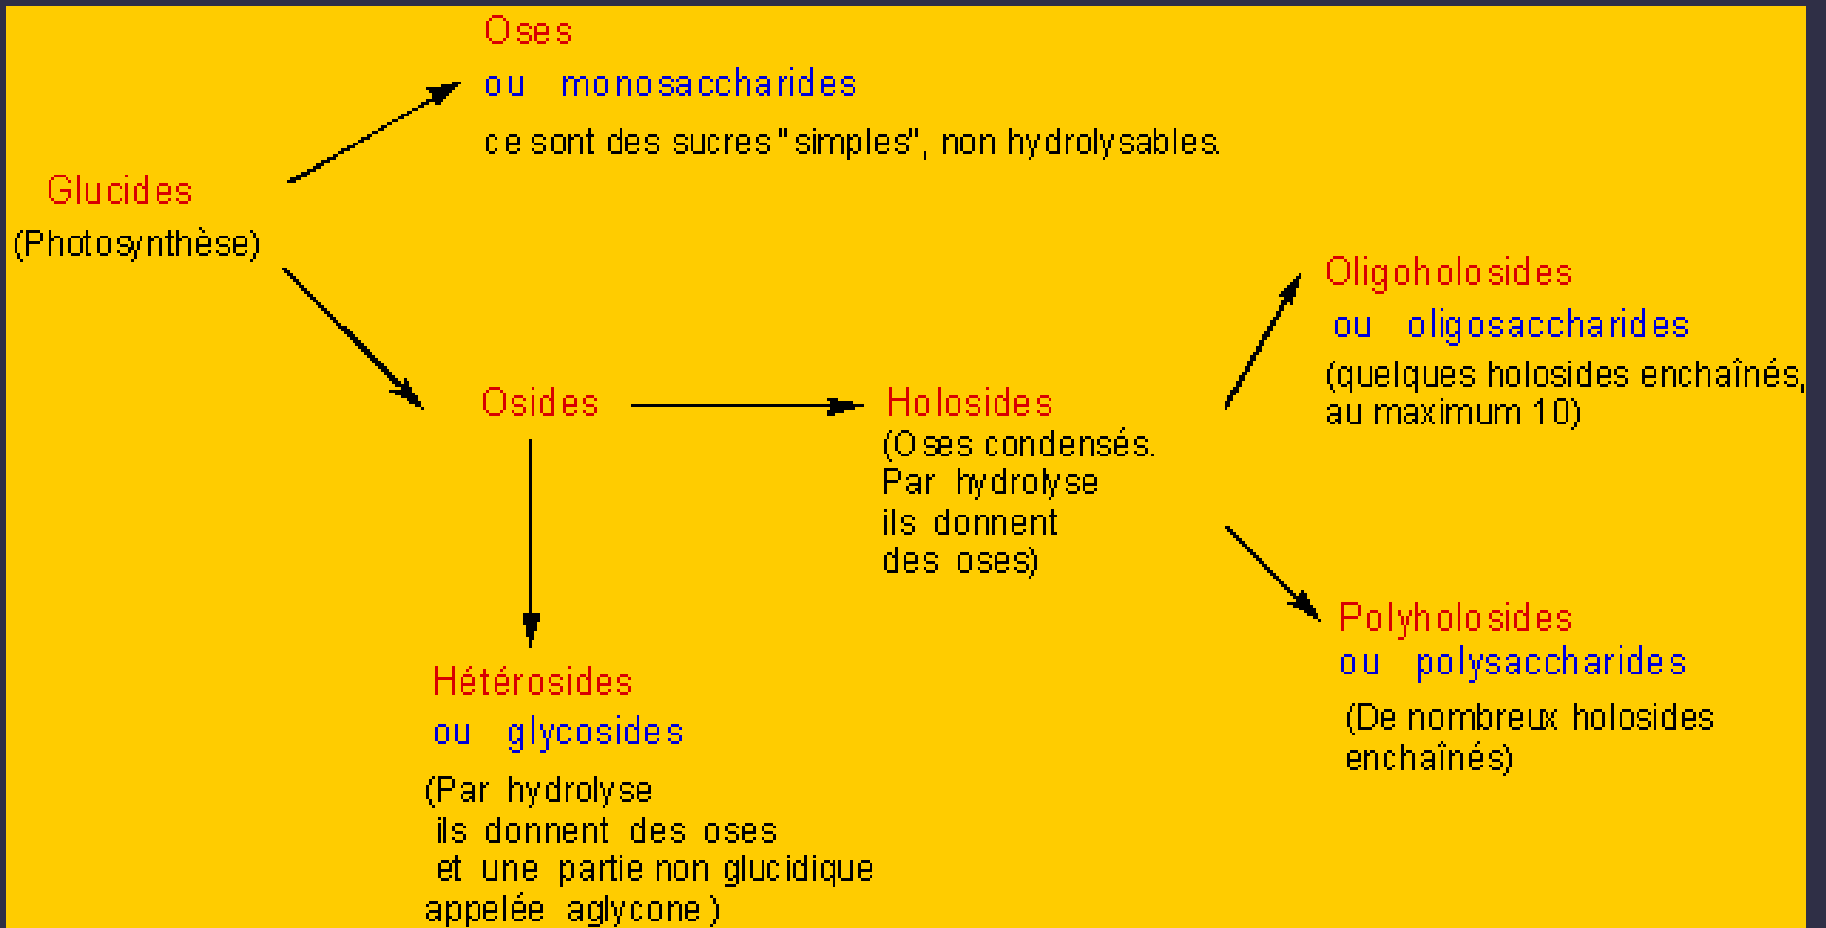 Oses
ou monosaccharides
ce sont des sucres "simples", non hydrolysables.
Glucides
(Photosynthèse)
Oligoholosides
ou oligosaccharides
(quelques holosides enchaînés,
au maximum 10)
Osides
Holosides
(Oses condensés.
Par hydrolyse
ils donnent
des oses)
Polyholosides
ou polysaccharides
(De nombreux holosides
enchaînés)
Hétérosides
ou glycosides
(Par hydrolyse
ils donnent des oses
et une partie non glucidique
appelée aglycone)